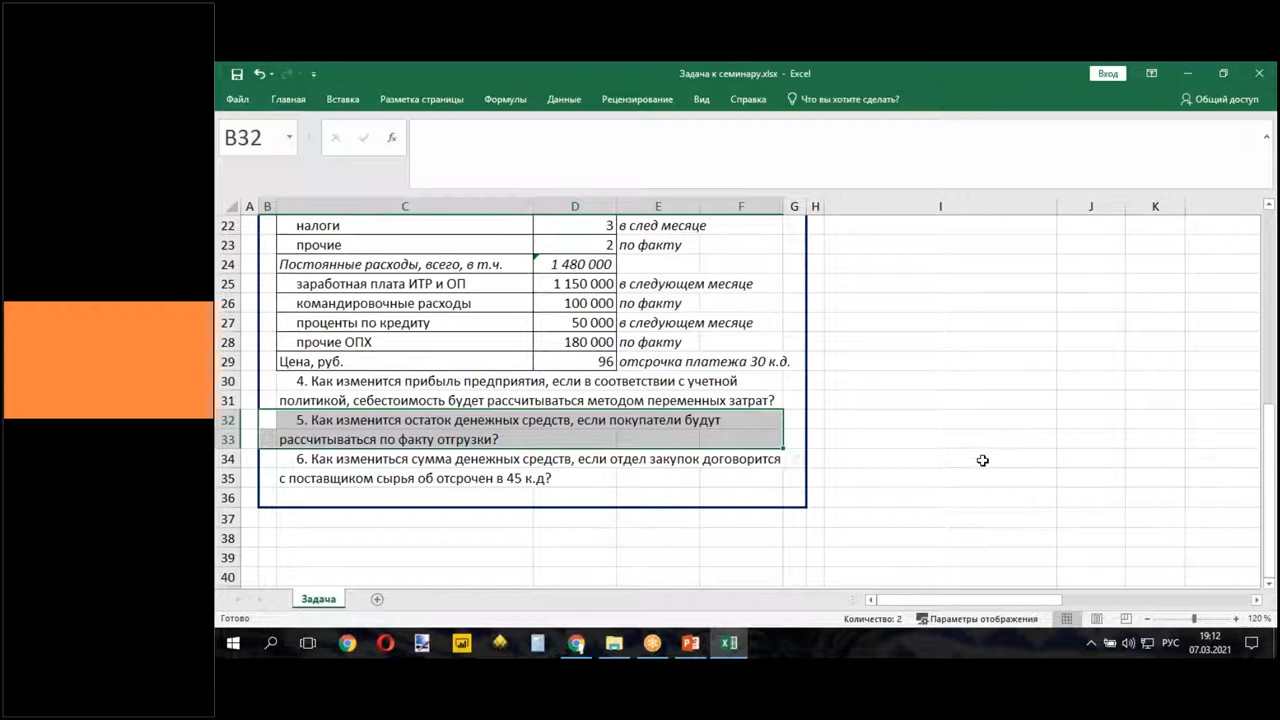 Задача к семинару.xlsx - Excel
Вход
Файл Главная Вставка Разметка страницы Формулы Данные Рецензирование Вид Справка Что вы хотите сделать? Общий доступ
B32 fx
A B C D E F G H I J K
22 налоги 3 в след месяце
23 прочие 2 по факту
24 Постоянные расходы, всего, в т.ч. 1 480 000
25 заработная плата ИТР и ОП 1 150 000 в следующем месяце
26 командировочные расходы 100 000 по факту
27 проценты по кредиту 50 000 в следующем месяце
28 прочие ОПХ 180 000 по факту
29 Цена, руб. 96 отсрочка платежа 30 к.д.
30 4. Как изменится прибыль предприятия, если в соответствии с учетной
31 политикой, себестоимость будет рассчитываться методом переменных затрат?
32 5. Как изменится остаток денежных средств, если покупатели будут
33 рассчитываться по факту отгрузки?
34 6. Как измениться сумма денежных средств, если отдел закупок договорится
35 с поставщиком сырья об отсрочен в 45 к.д?
36
37
38
39
40
Задача
Готово Количество: 2 Параметры отображения 120 %
РУС 19:12
07.03.2021